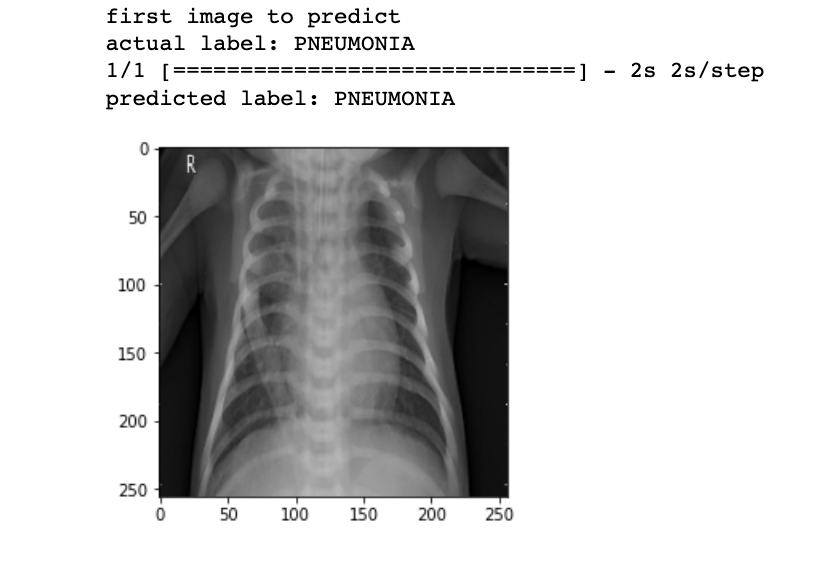 first image to predict
actual label: PNEUMONIA
1/1 [==============================] - 2s 2s/step
predicted label: PNEUMONIA
R
0
50
100
150
200
250
0 50 100 150 200 250